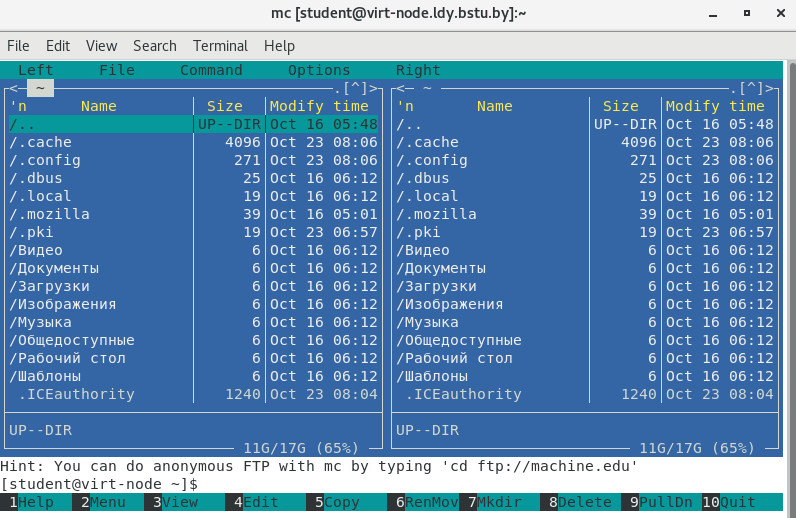 mc [student@virt-node.ldy.bstu.by]:~
File Edit View Search Terminal Help
Left File Command Options Right
<─ ~ ─.[^]> <─ ~ ─.[^]>
'n Name Size Modify time 'n Name Size Modify time
/.. UP--DIR Oct 16 05:48 /.. UP--DIR Oct 16 05:48
/.cache 4096 Oct 23 08:06 /.cache 4096 Oct 23 08:06
/.config 271 Oct 23 08:06 /.config 271 Oct 23 08:06
/.dbus 25 Oct 16 06:12 /.dbus 25 Oct 16 06:12
/.local 19 Oct 16 06:12 /.local 19 Oct 16 06:12
/.mozilla 39 Oct 16 05:01 /.mozilla 39 Oct 16 05:01
/.pki 19 Oct 23 06:57 /.pki 19 Oct 23 06:57
/Видео 6 Oct 16 06:12 /Видео 6 Oct 16 06:12
/Документы 6 Oct 16 06:12 /Документы 6 Oct 16 06:12
/Загрузки 6 Oct 16 06:12 /Загрузки 6 Oct 16 06:12
/Изображения 6 Oct 16 06:12 /Изображения 6 Oct 16 06:12
/Музыка 6 Oct 16 06:12 /Музыка 6 Oct 16 06:12
/Общедоступные 6 Oct 16 06:12 /Общедоступные 6 Oct 16 06:12
/Рабочий стол 6 Oct 16 06:12 /Рабочий стол 6 Oct 16 06:12
/Шаблоны 6 Oct 16 06:12 /Шаблоны 6 Oct 16 06:12
.ICEauthority 1240 Oct 23 08:04 .ICEauthority 1240 Oct 23 08:04
UP--DIR UP--DIR
11G/17G (65%) 11G/17G (65%)
Hint: You can do anonymous FTP with mc by typing 'cd ftp://machine.edu'
[student@virt-node ~]$
1Help 2Menu 3View 4Edit 5Copy 6RenMov 7Mkdir 8Delete 9PullDn 10Quit